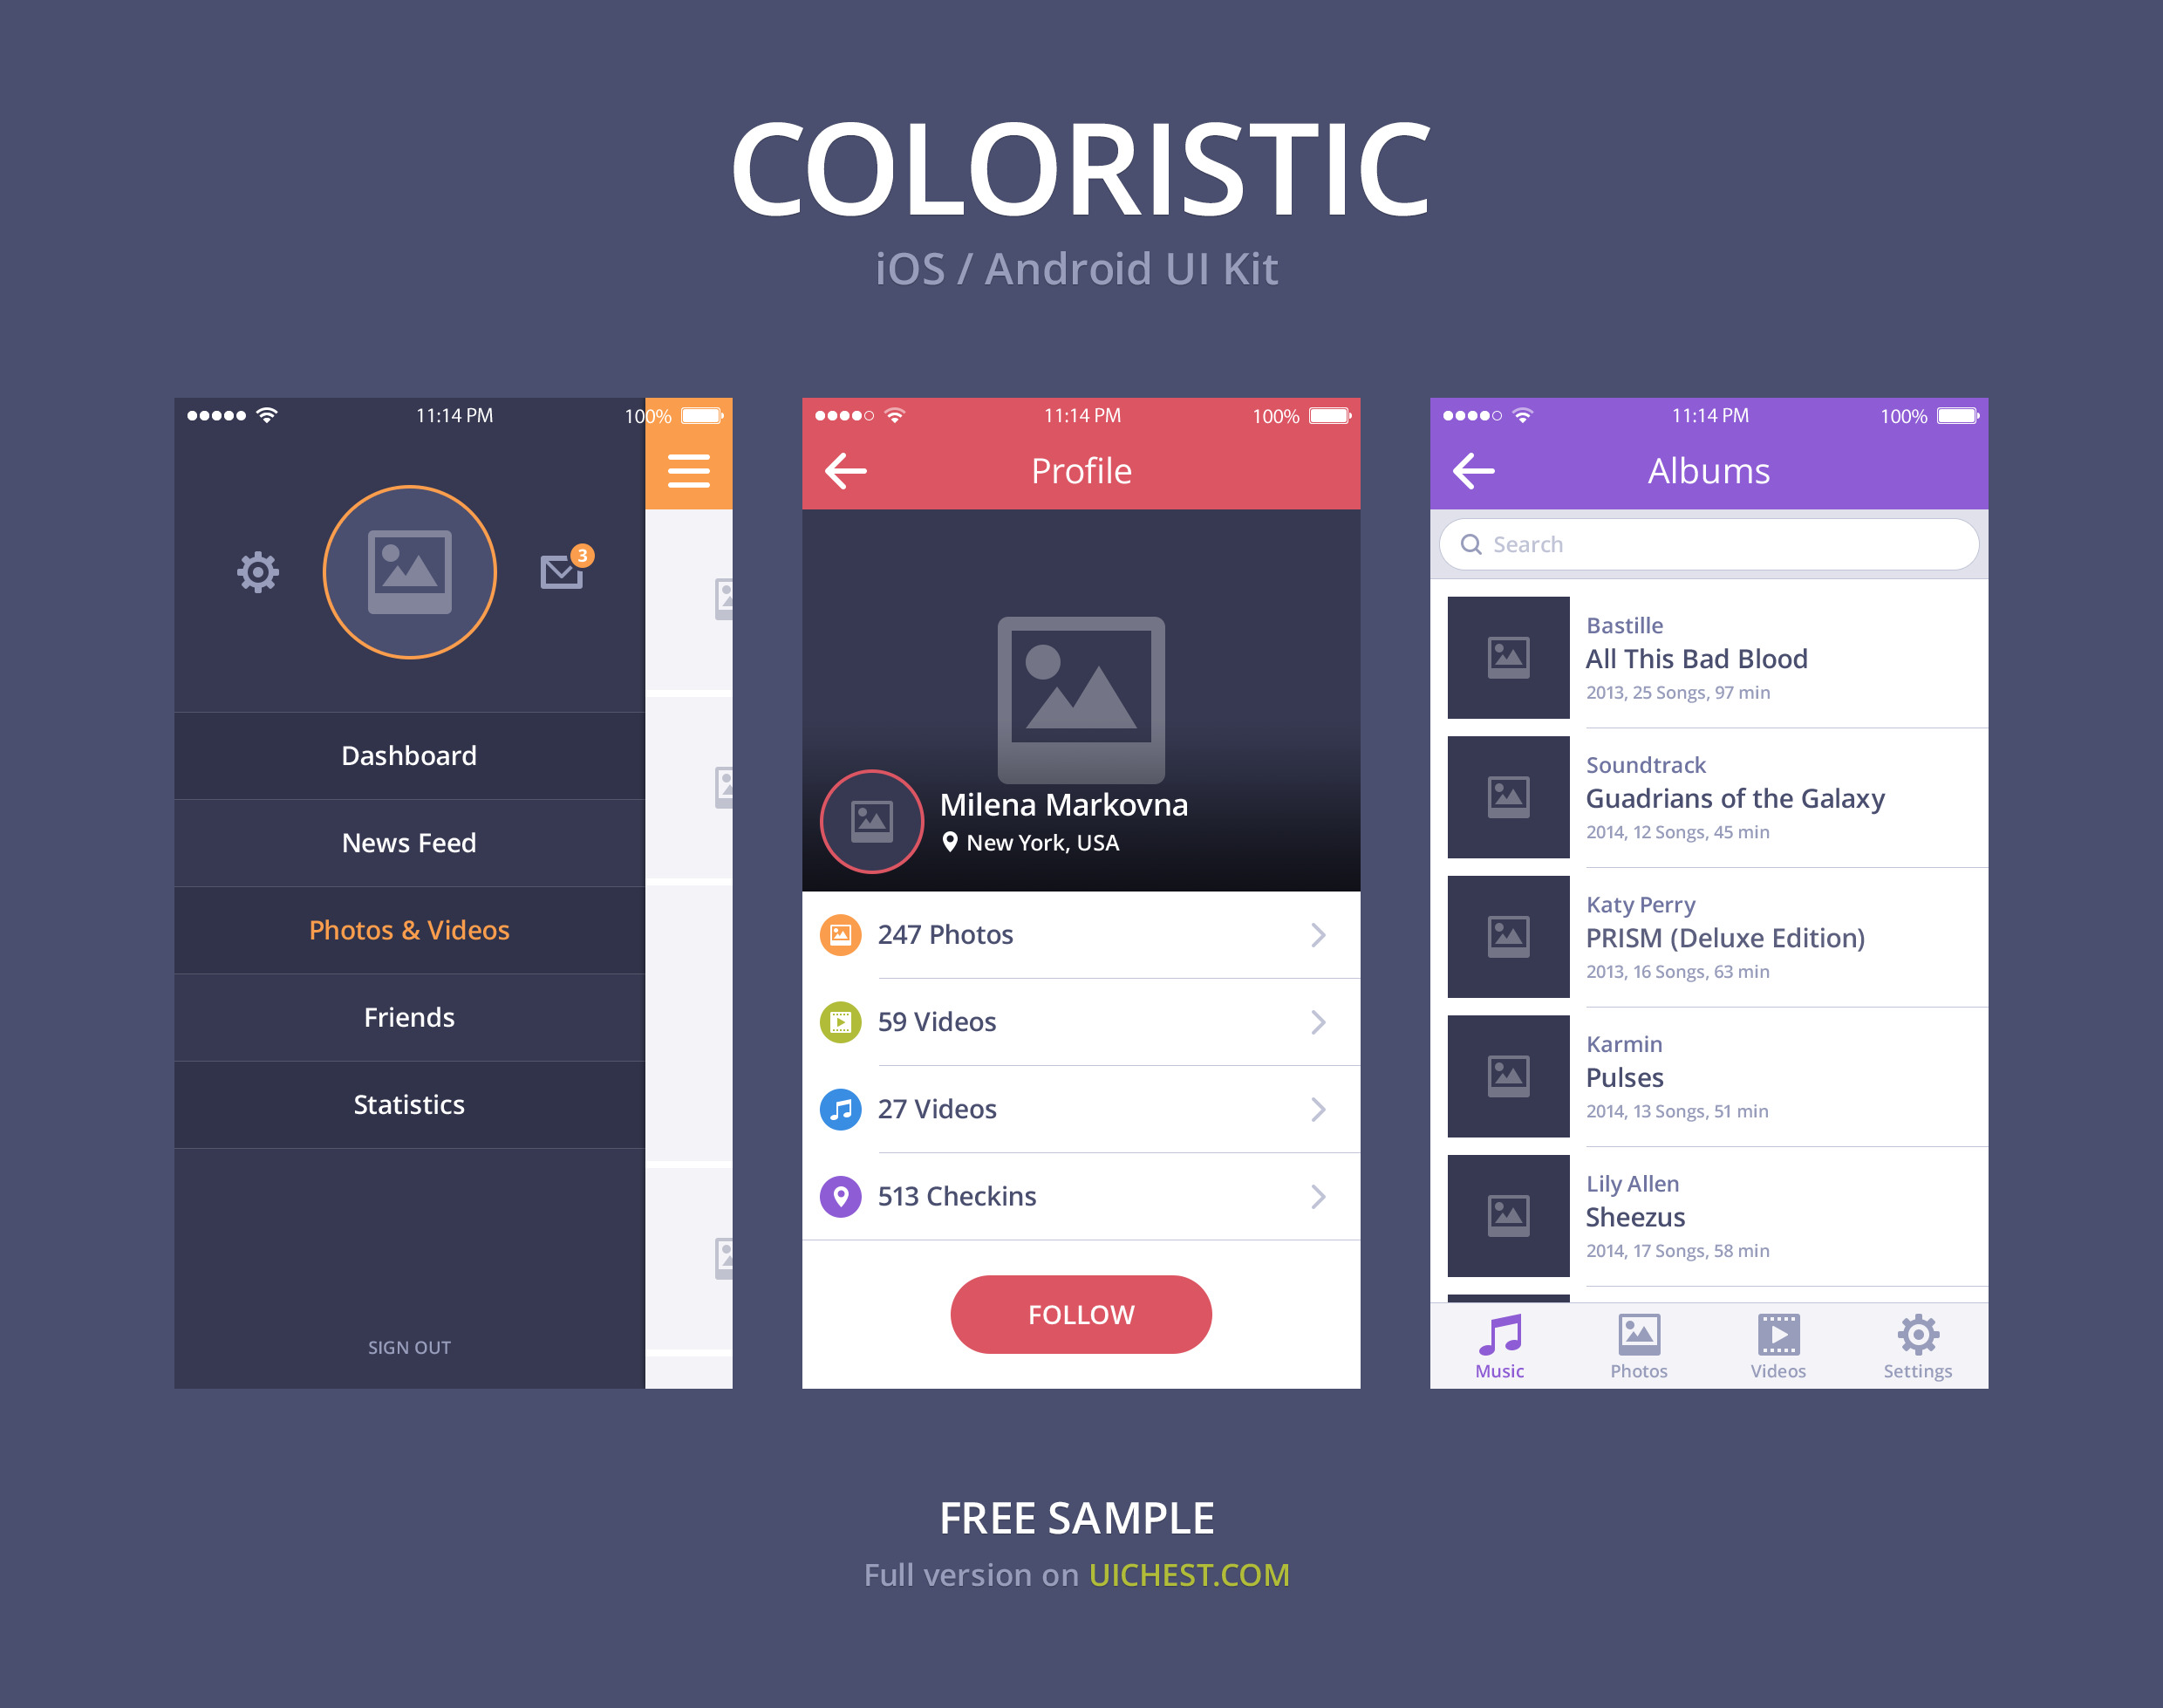 COLORISTIC
iOS / Android UI Kit
11:14 PM
100%
3
Dashboard
News Feed
Photos & Videos
Friends
Statistics
SIGN OUT
11:14 PM
100%
Profile
Milena Markovna
New York, USA
247 Photos
59 Videos
27 Videos
513 Checkins
FOLLOW
11:14 PM
100%
Albums
Search
Bastille
All This Bad Blood
2013, 25 Songs, 97 min
Soundtrack
Guadrians of the Galaxy
2014, 12 Songs, 45 min
Katy Perry
PRISM (Deluxe Edition)
2013, 16 Songs, 63 min
Karmin
Pulses
2014, 13 Songs, 51 min
Lily Allen
Sheezus
2014, 17 Songs, 58 min
Music
Photos
Videos
Settings
FREE SAMPLE
Full version on UICHEST.COM